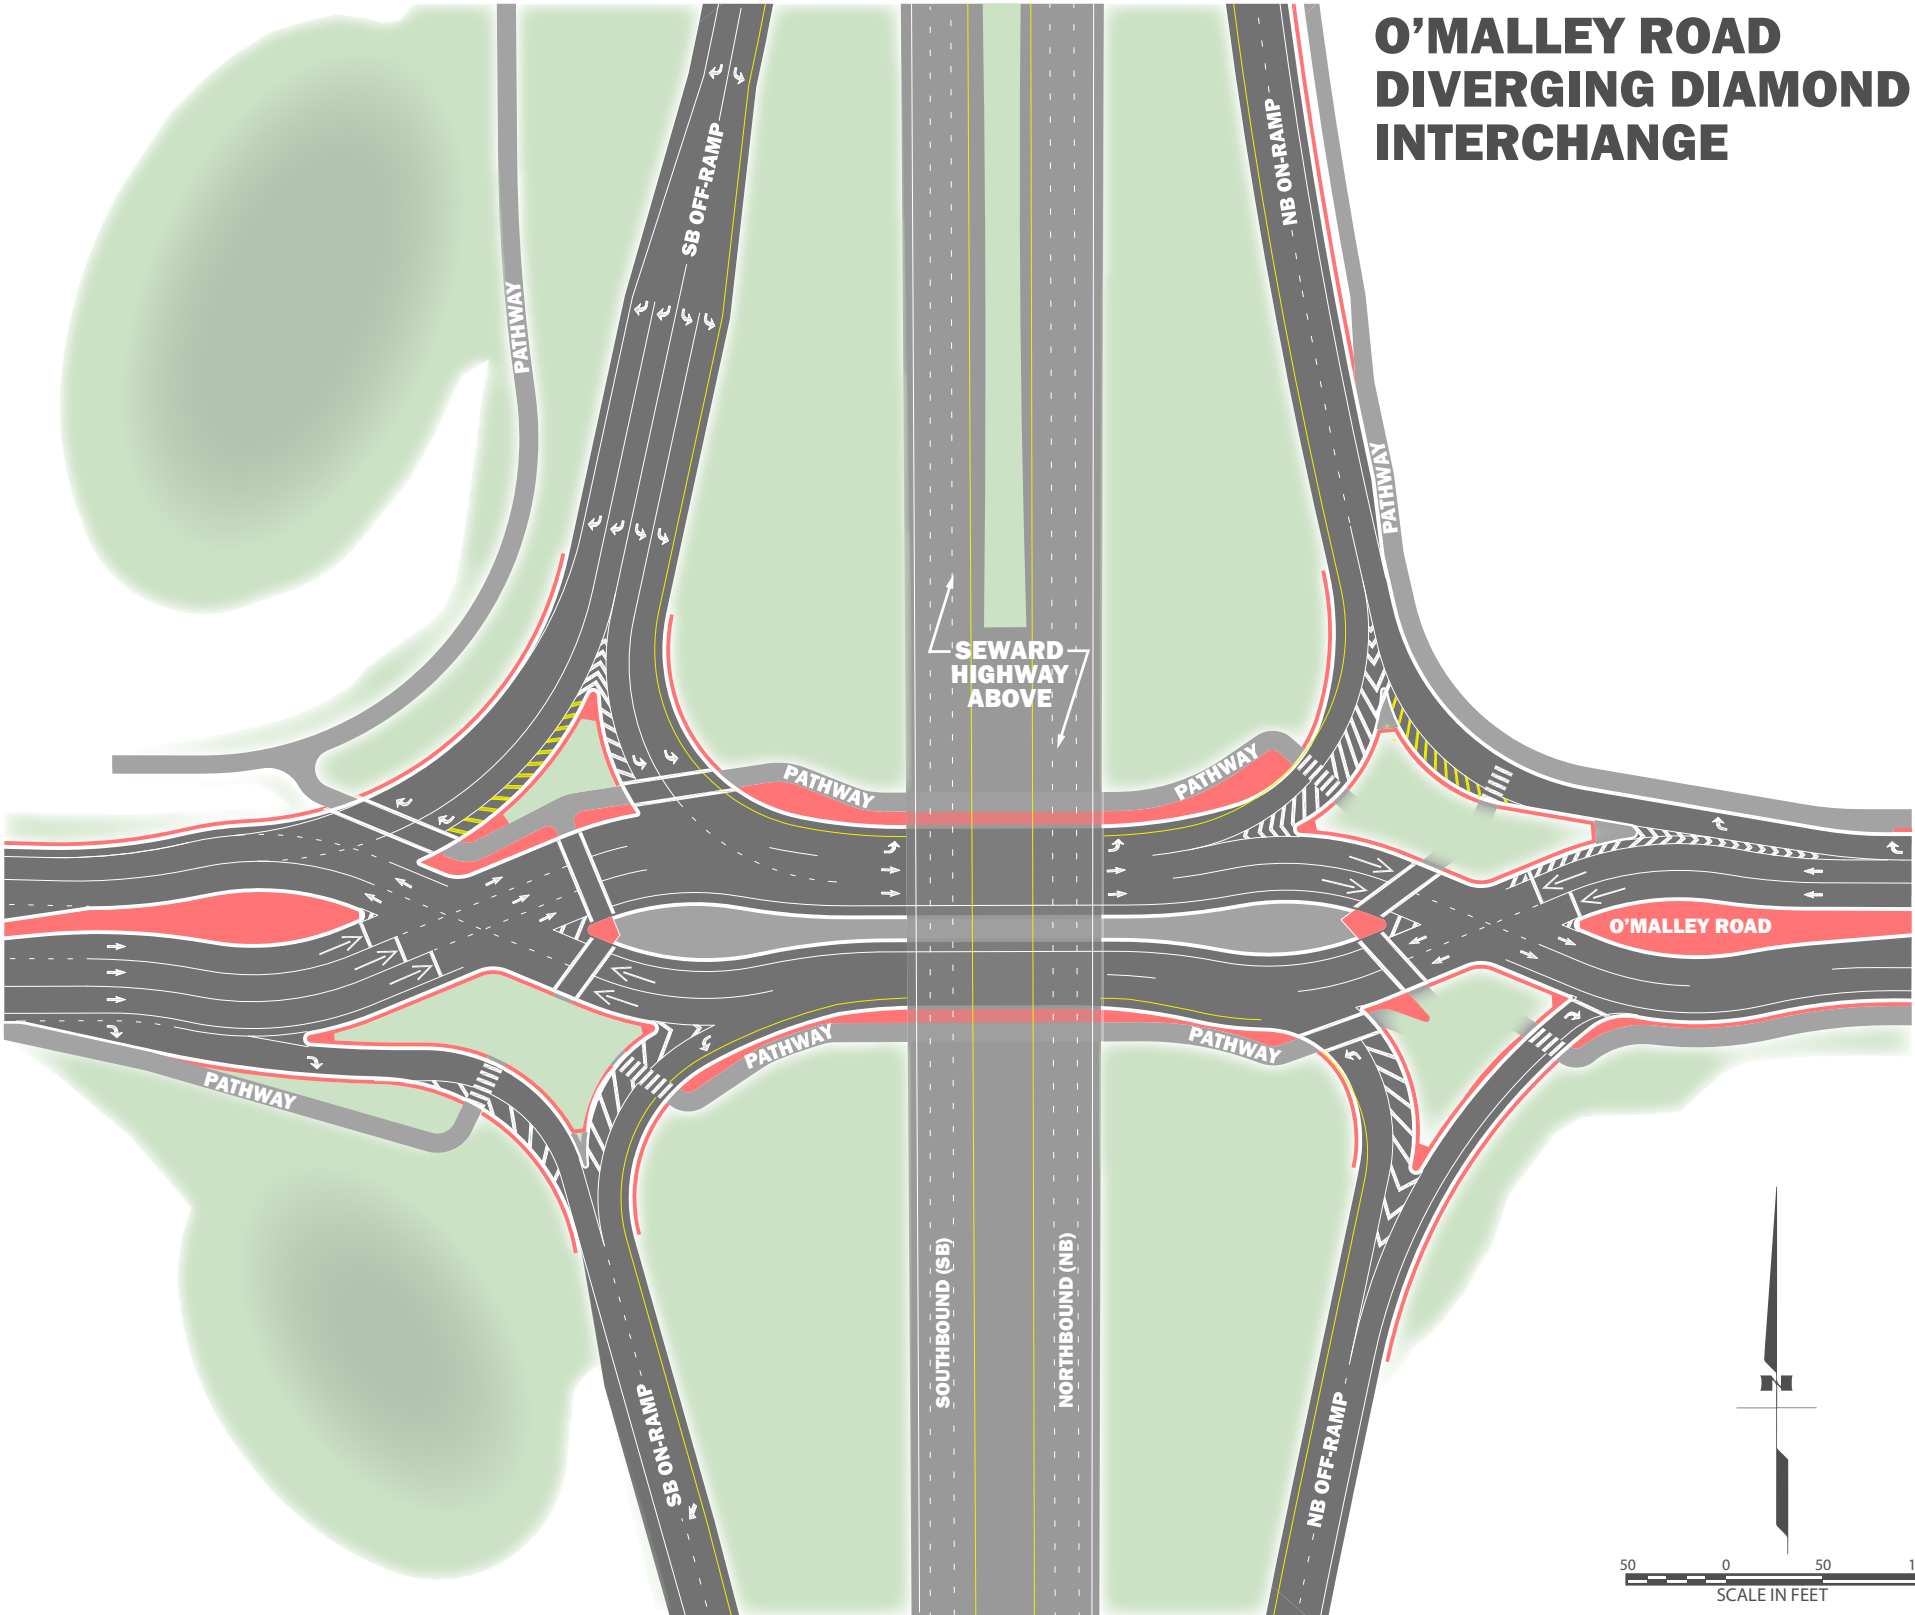 O'MALLEY ROAD
DIVERGING DIAMOND
INTERCHANGE
SB OFF-RAMP
NB ON-RAMP
PATHWAY
PATHWAY
SEWARD
HIGHWAY
ABOVE
PATHWAY
PATHWAY
O'MALLEY ROAD
PATHWAY
PATHWAY
PATHWAY
SOUTHBOUND (SB)
NORTHBOUND (NB)
SB ON-RAMP
NB OFF-RAMP
N
50 0 50 1
SCALE IN FEET